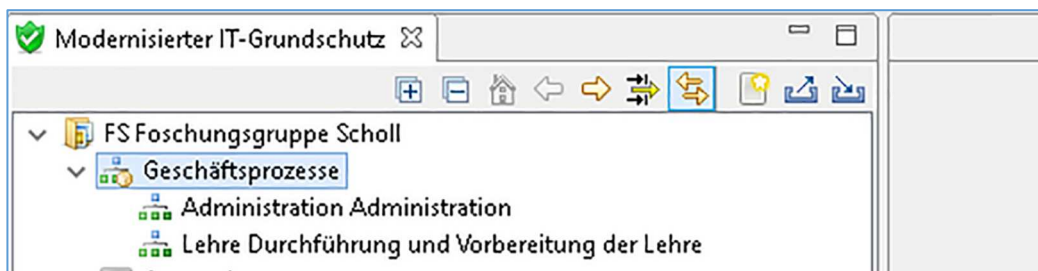 Modernisierter IT-Grundschutz
FS Foschungsgruppe Scholl
Geschäftsprozesse
Administration Administration
Lehre Durchführung und Vorbereitung der Lehre